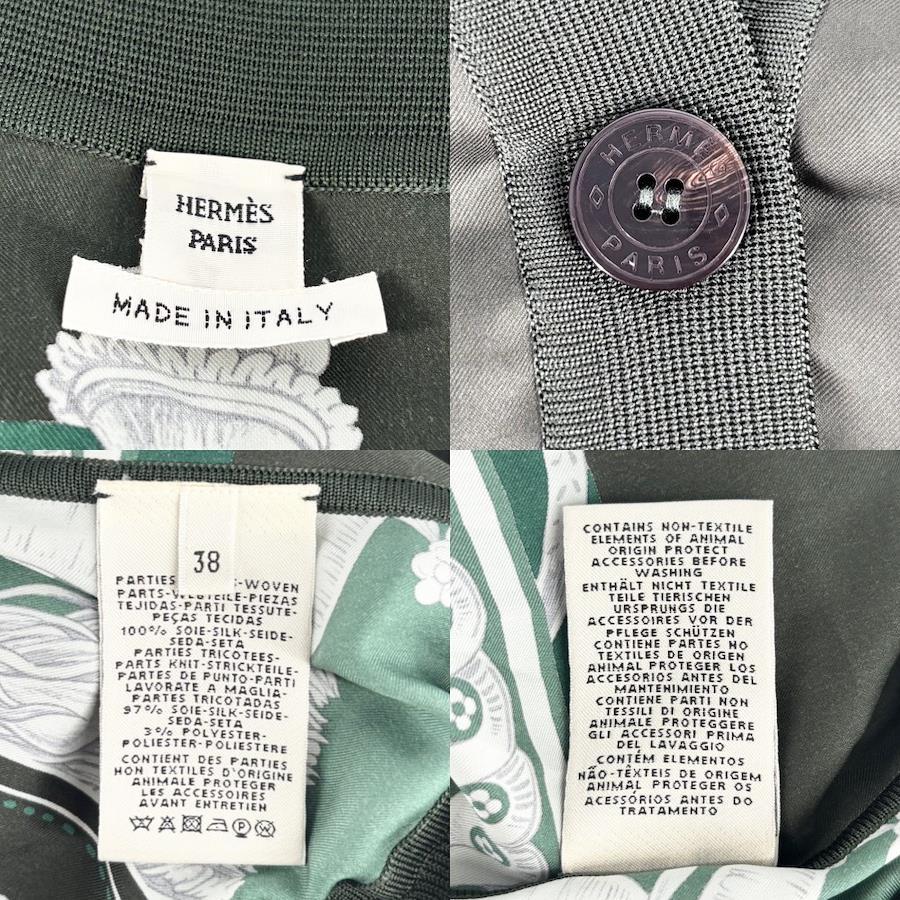 HERMÈS
PARIS
MADE IN ITALY
HERMÈ
PARIS
38
PARTIES -WOVEN
PARTS-WEBTEILE-PIEZAS
TEJIDAS-PARTI TESSUTE-
PEÇAS TECIDAS
100% SOIE-SILK-SEIDE-
SEDA-SETA
PARTIES TRICOTEES-
PARTS KNIT-STRICKTEILE-
PARTES DE PUNTO-PARTI
LAVORATE A MAGLIA-
PARTES TRICOTADAS
97% SOIE-SILK-SEIDE-
SEDA-SETA
3% POLYESTER-
POLIESTER-POLIESTERE
CONTIENT DES PARTIES
NON TEXTILES D'ORIGINE
ANIMALE PROTEGER
LES ACCESSOIRES
AVANT ENTRETIEN
CONTAINS NON-TEXTILE
ELEMENTS OF ANIMAL
ORIGIN PROTECT
ACCESSORIES BEFORE
WASHING
ENTHÄLT NICHT TEXTILE
TEILE TIERISCHEN
URSPRUNGS DIE
ACCESSOIRES VOR DER
PFLEGE SCHÜTZEN
CONTIENE PARTES NO
TEXTILES DE ORIGEN
ANIMAL PROTEGER LOS
ACCESORIOS ANTES DEL
MANTENIMIENTO
CONTIENE PARTI NON
TESSILI DI ORIGINE
ANIMALE PROTEGGERE
GLI ACCESSORI PRIMA
DEL LAVAGGIO
CONTÉM ELEMENTOS
NÃO-TÊXTEIS DE ORIGEM
ANIMAL PROTEGER OS
ACESSÓRIOS ANTES DO
TRATAMENTO